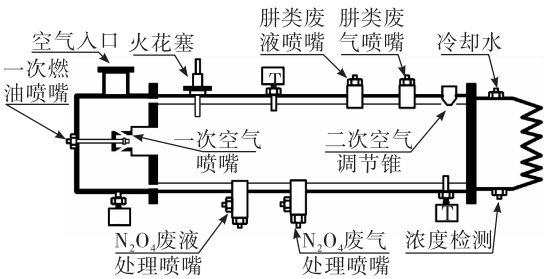 空气入口
火花塞
肼类废
液喷嘴
肼类废
气喷嘴
冷却水
一次燃
油喷嘴
T
一次空气
喷嘴
二次空气
调节锥
T
N₂O₄废液
处理喷嘴
N₂O₄废气
处理喷嘴
浓度检测